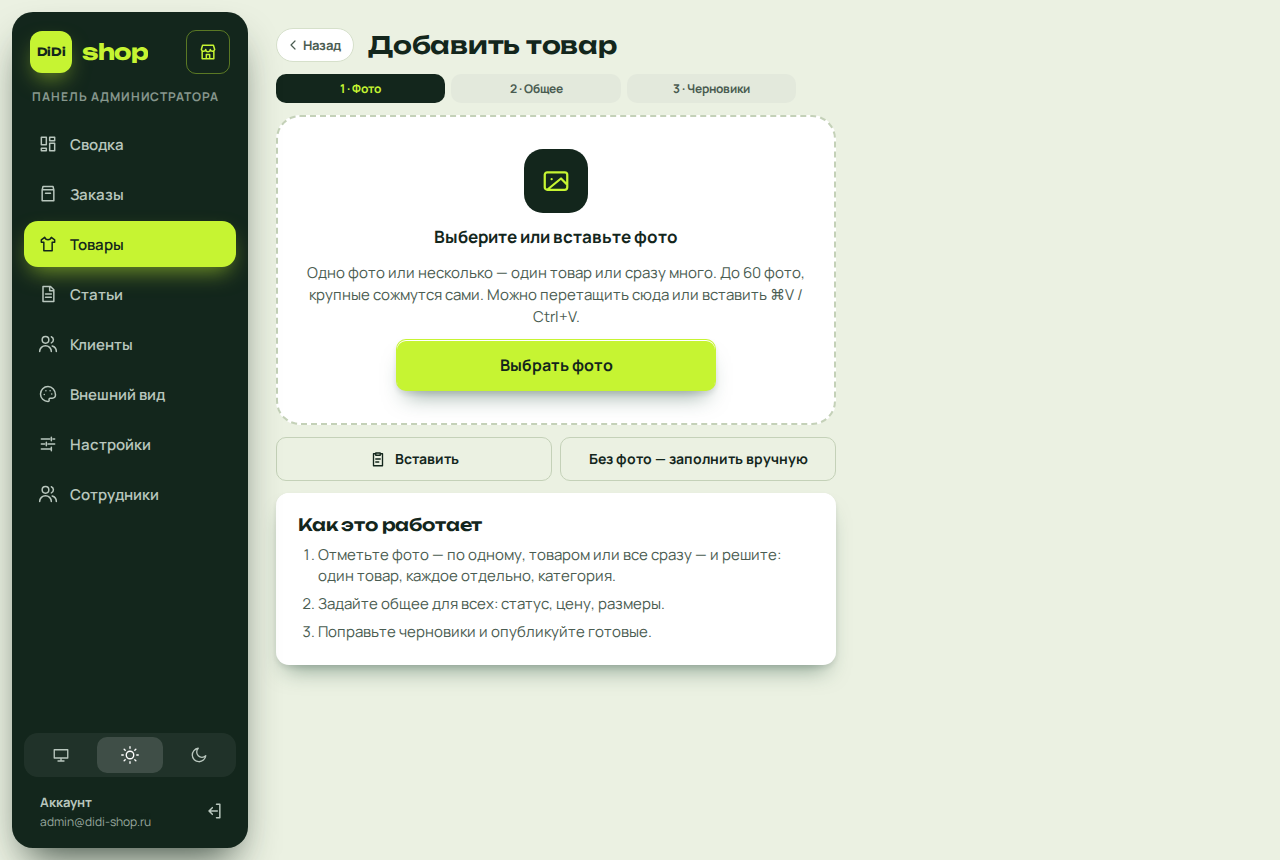 DiDi shop
ПАНЕЛЬ АДМИНИСТРАТОРА
Сводка
Заказы
Товары
Статьи
Клиенты
Внешний вид
Настройки
Сотрудники
Аккаунт
admin@didi-shop.ru
Назад
Добавить товар
1 · Фото
2 · Общее
3 · Черновики
Выберите или вставьте фото
Одно фото или несколько — один товар или сразу много. До 60 фото,
крупные сожмутся сами. Можно перетащить сюда или вставить ⌘V /
Ctrl+V.
Выбрать фото
Вставить
Без фото — заполнить вручную
Как это работает
1. Отметьте фото — по одному, товаром или все сразу — и решите:
один товар, каждое отдельно, категория.
2. Задайте общее для всех: статус, цену, размеры.
3. Поправьте черновики и опубликуйте готовые.